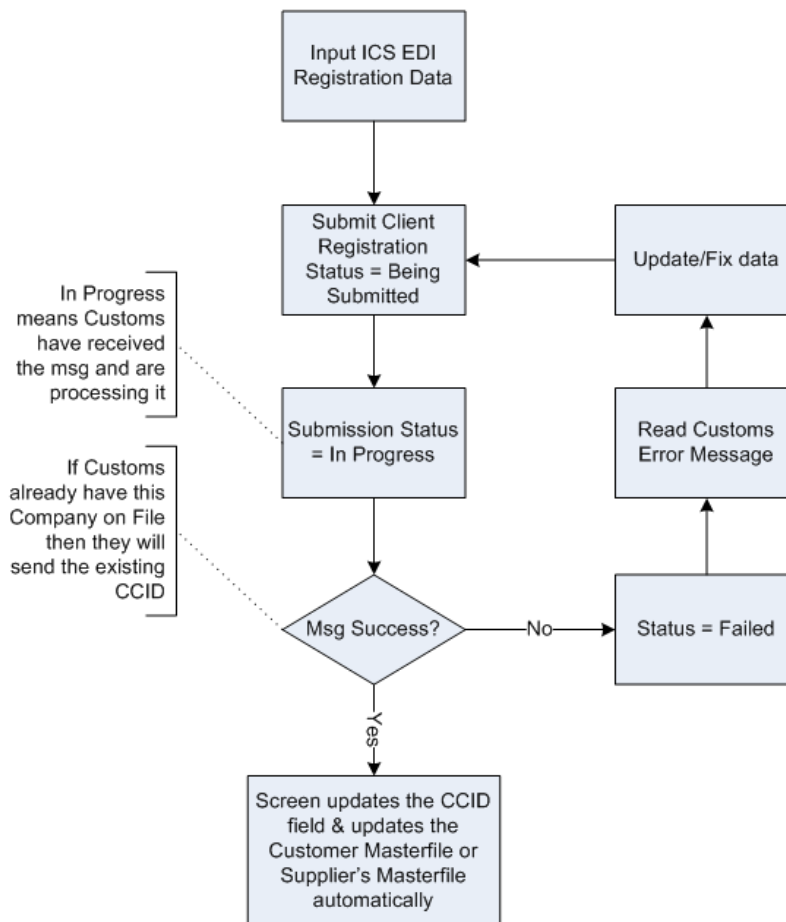 Input ICS EDI
Registration Data
Submit Client
Registration
Status = Being
Submitted
Update/Fix data
In Progress
means Customs
have received
the msg and are
processing it
Submission Status
= In Progress
Read Customs
Error Message
If Customs
already have this
Company on File
then they will
send the existing
CCID
Msg Success?
No
Status = Failed
Yes
Screen updates the CCID
field & updates the
Customer Masterfile or
Supplier's Masterfile
automatically